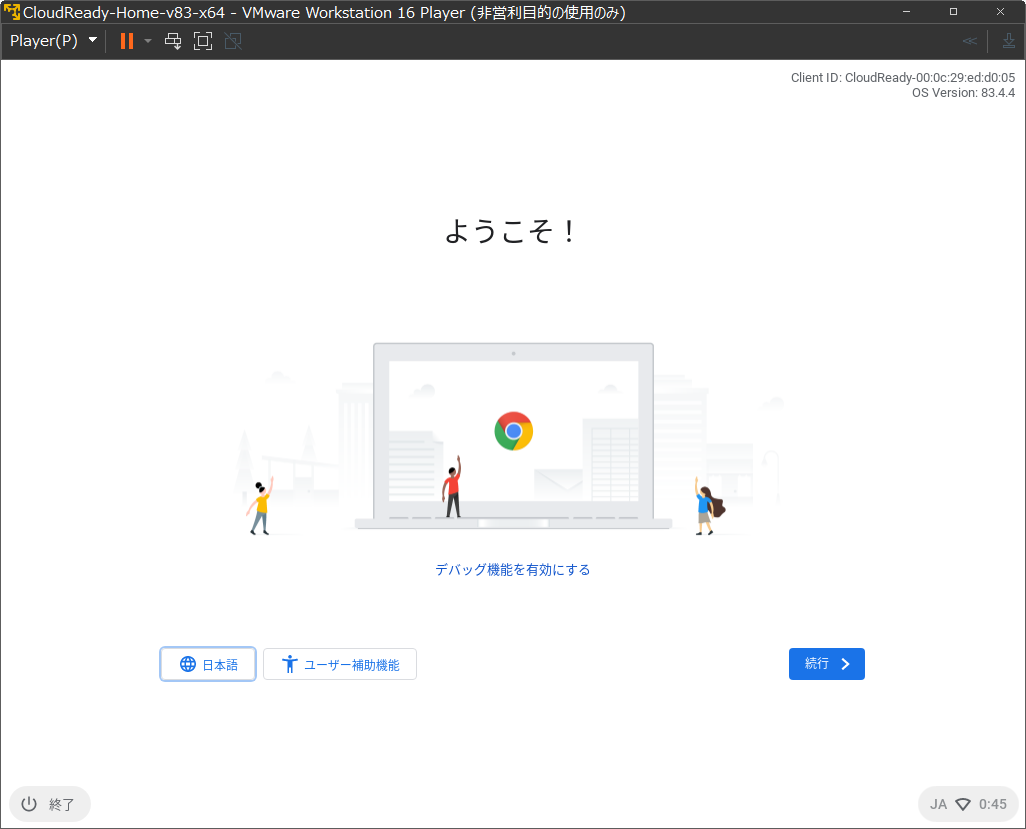 CloudReady-Home-v83-x64 - VMware Workstation 16 Player (非営利目的の使用のみ)
Player(P)
Client ID: CloudReady-00:0c:29:ed:d0:05
OS Version: 83.4.4
ようこそ！
デバッグ機能を有効にする
日本語 ユーザー補助機能 続行
終了 JA 0:45